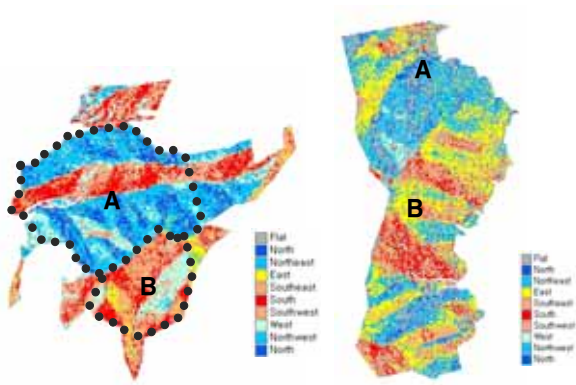 A
B
Flat
North
Northeast
East
Southeast
South
Southwest
West
Northwest
North
A
B
Flat
North
Northeast
East
Southeast
South
Southwest
West
Northwest
North